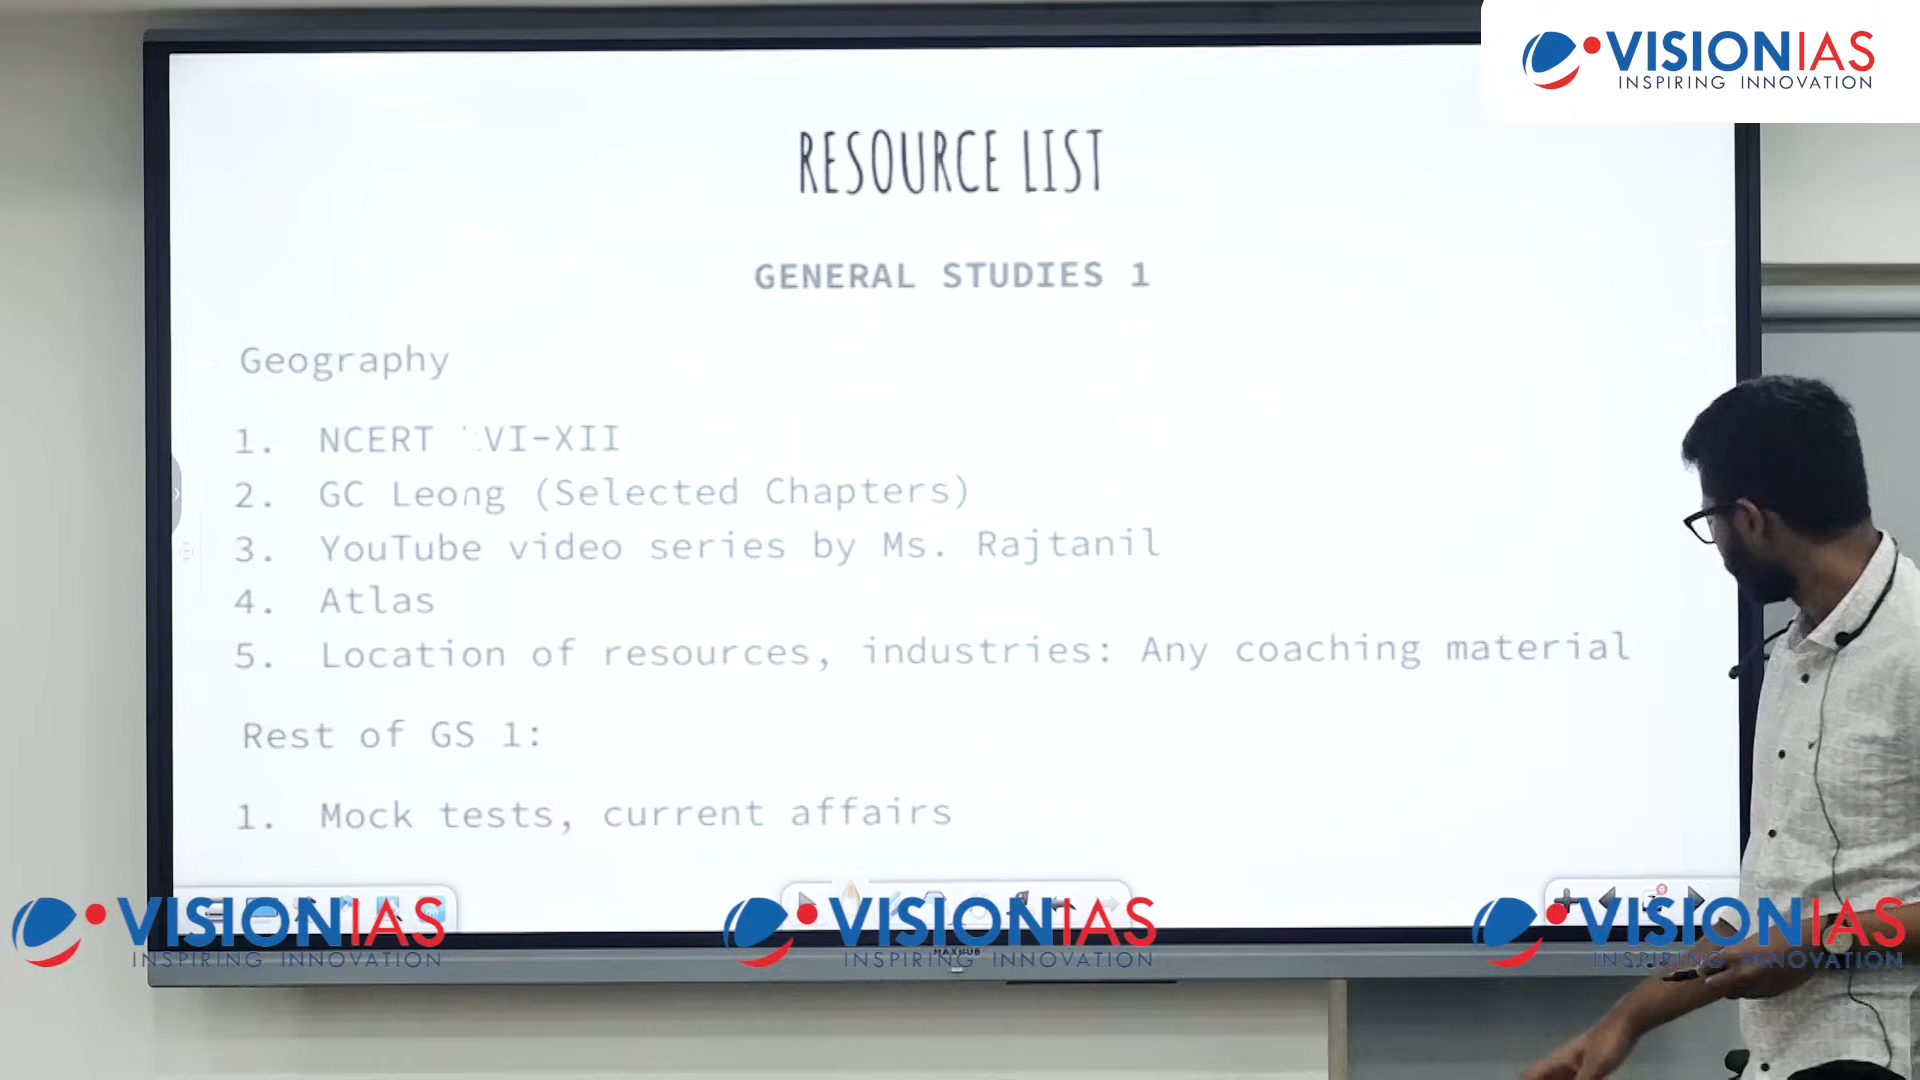 VISIONIAS
INSPIRING INNOVATION
RESOURCE LIST
GENERAL STUDIES 1
Geography
1. NCERT VI-XII
2. GC Leong (Selected Chapters)
3. YouTube video series by Ms. Rajtanil
4. Atlas
5. Location of resources, industries: Any coaching material
Rest of GS 1:
1. Mock tests, current affairs
VISIONIAS
INSPIRING INNOVATION
VISIONIAS
INSPIRING INNOVATION
VISIONIAS
INSPIRING INNOVATION
MAXHUB